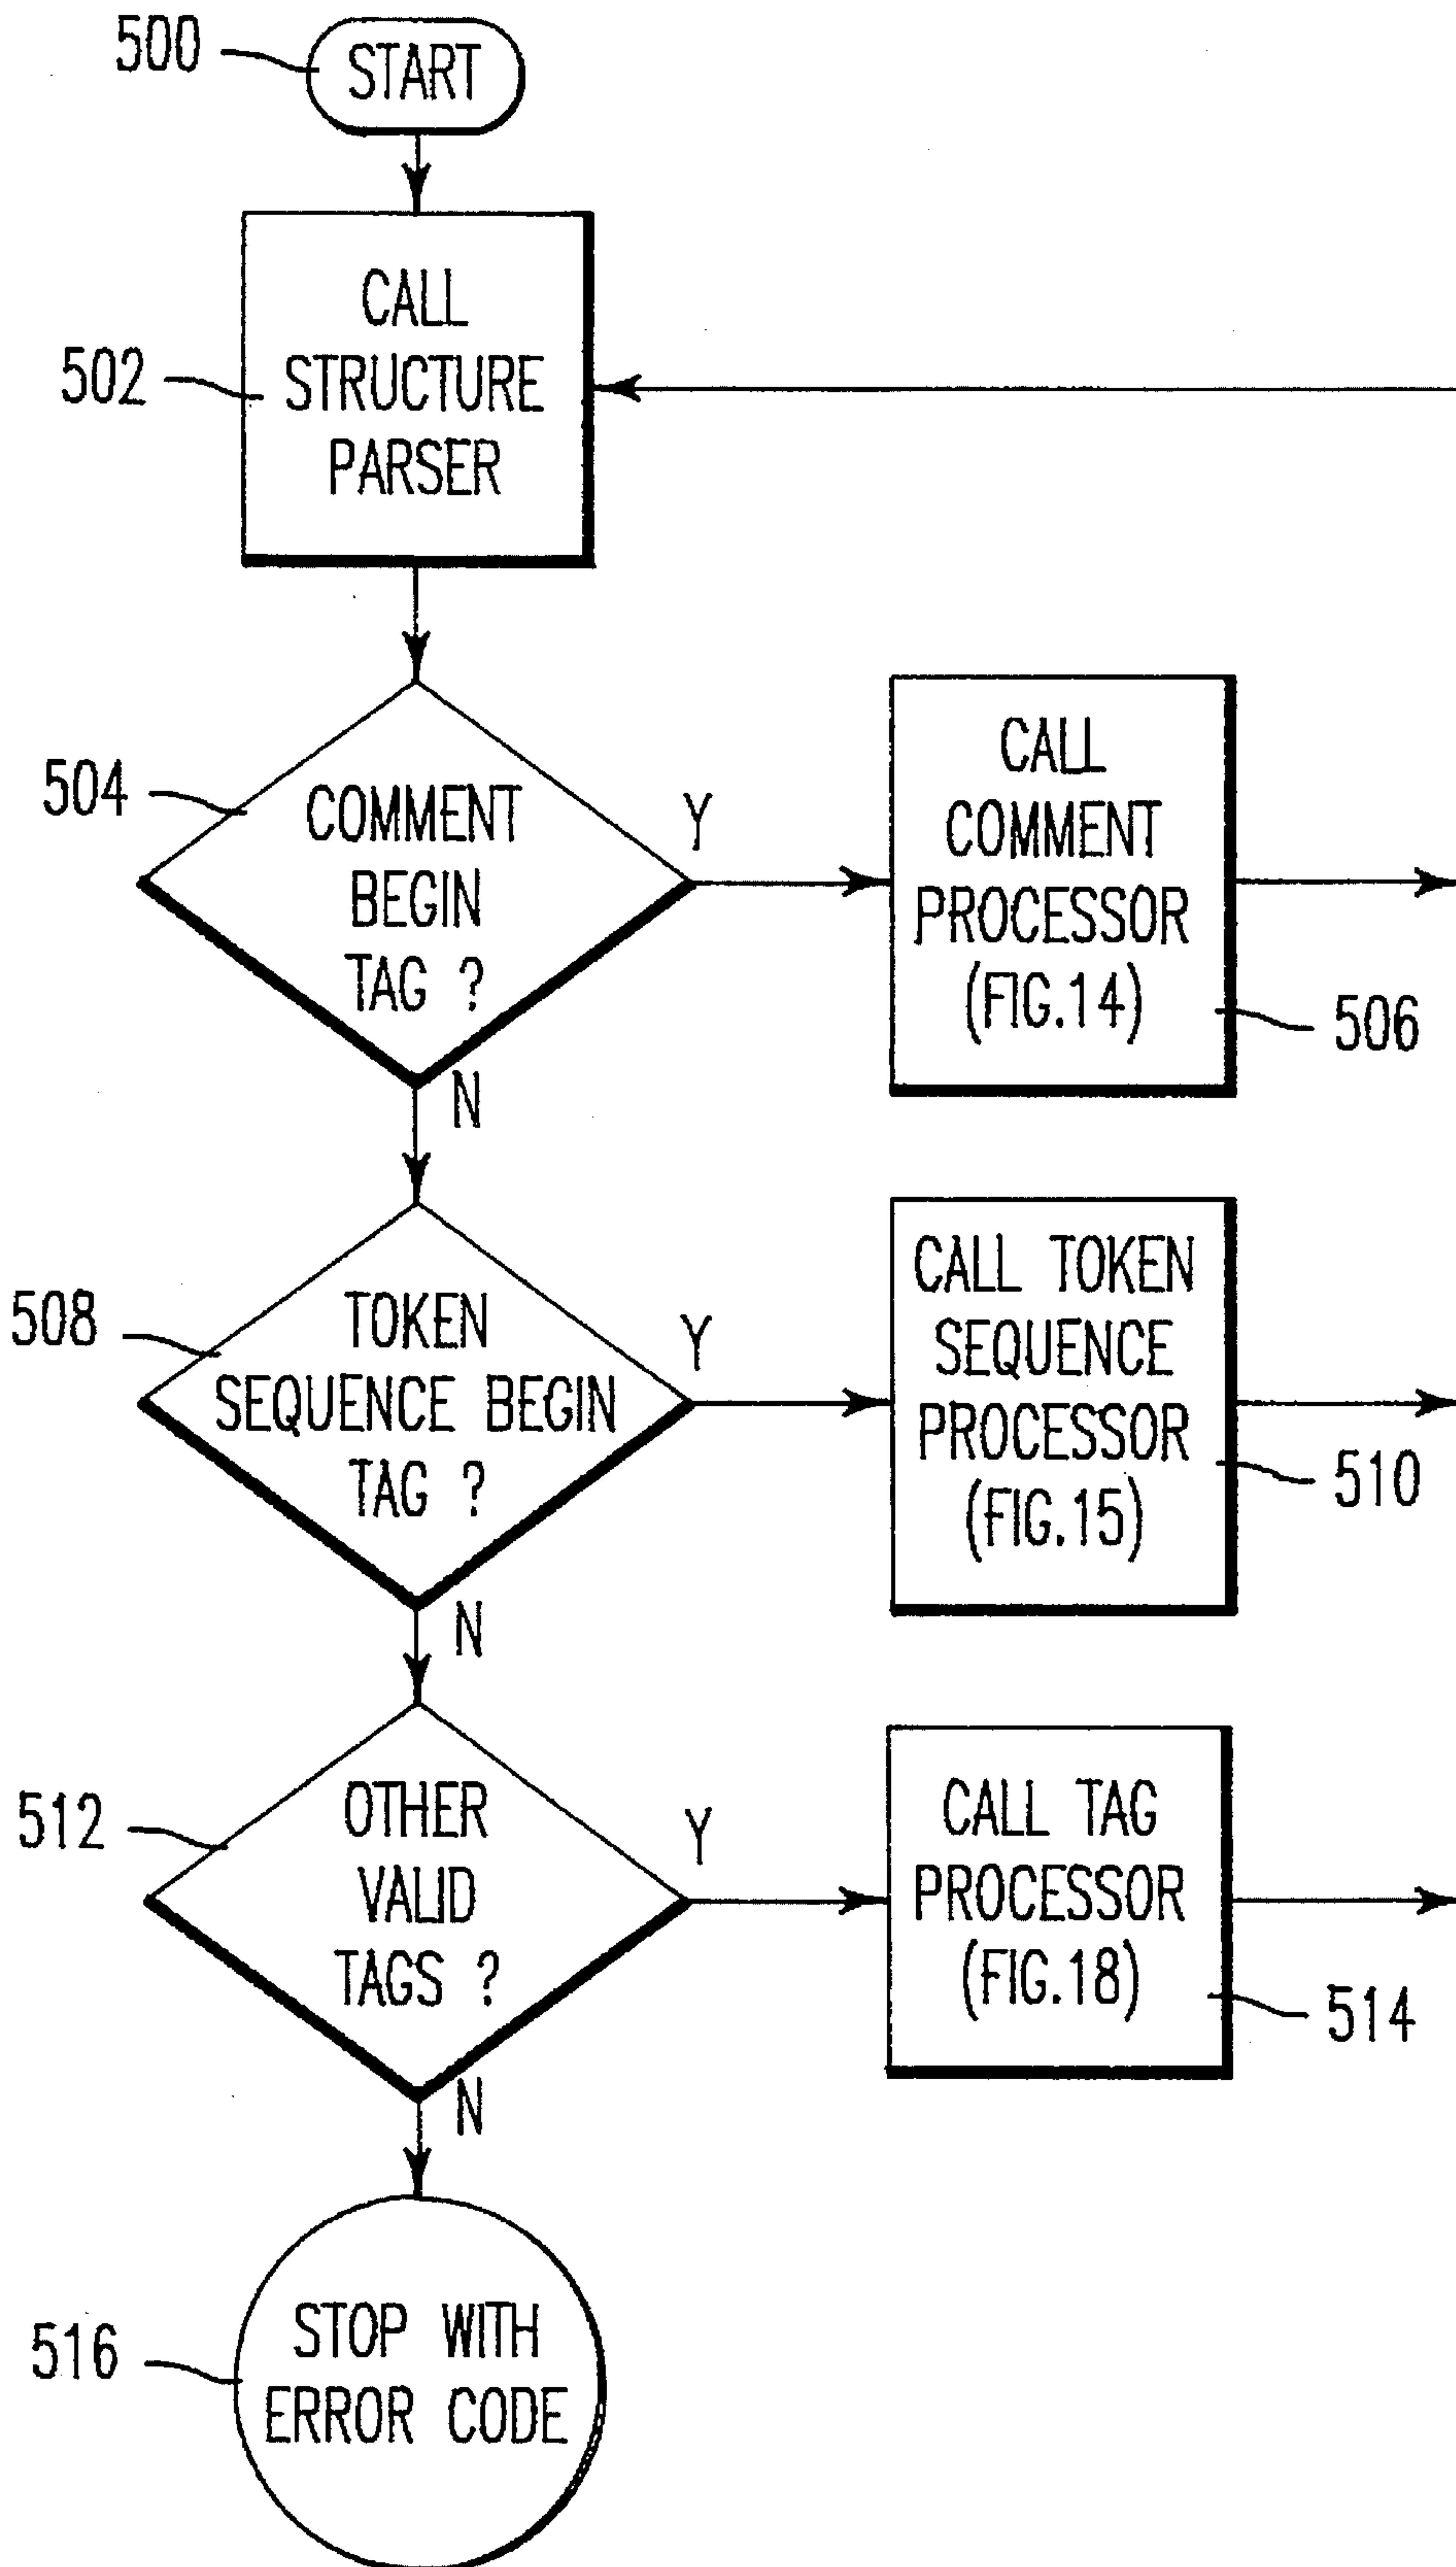 500
START
502
CALL
STRUCTURE
PARSER
504
COMMENT
BEGIN
TAG ?
Y
N
CALL
COMMENT
PROCESSOR
(FIG.14)
506
508
TOKEN
SEQUENCE BEGIN
TAG ?
Y
N
CALL TOKEN
SEQUENCE
PROCESSOR
(FIG.15)
510
512
OTHER
VALID
TAGS ?
Y
N
CALL TAG
PROCESSOR
(FIG.18)
514
516
STOP WITH
ERROR CODE